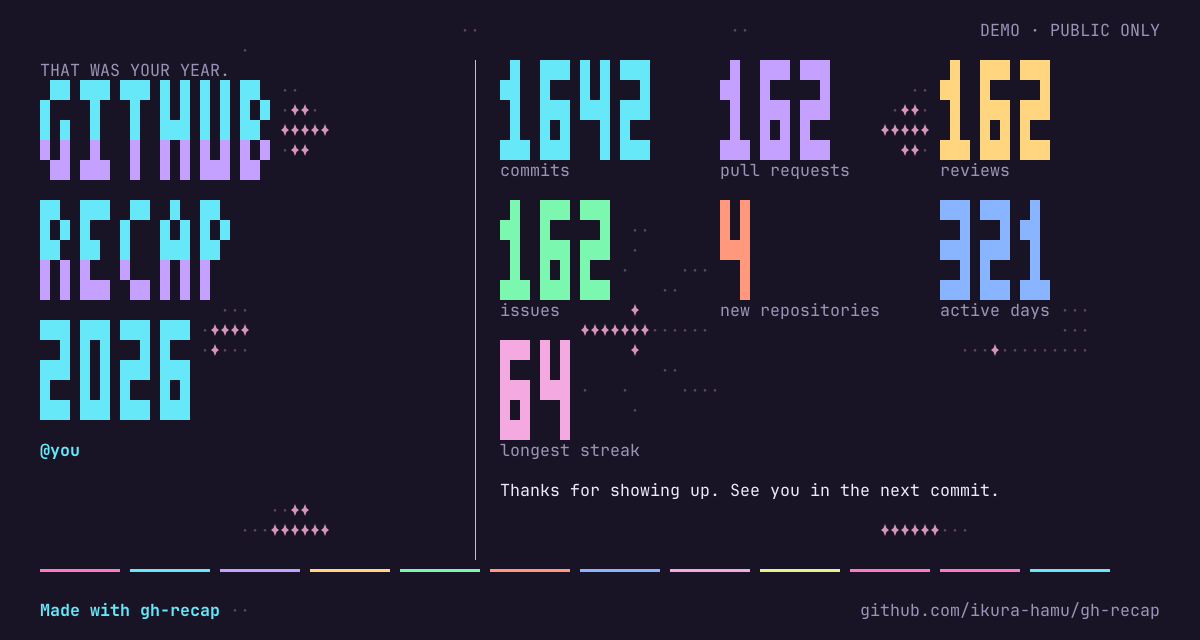 DEMO · PUBLIC ONLY
THAT WAS YOUR YEAR.
GITHUB
RECAP
2026
@you
1642
commits
162
pull requests
162
reviews
162
issues
4
new repositories
321
active days
64
longest streak
Thanks for showing up. See you in the next commit.
Made with gh-recap
github.com/ikura-hamu/gh-recap